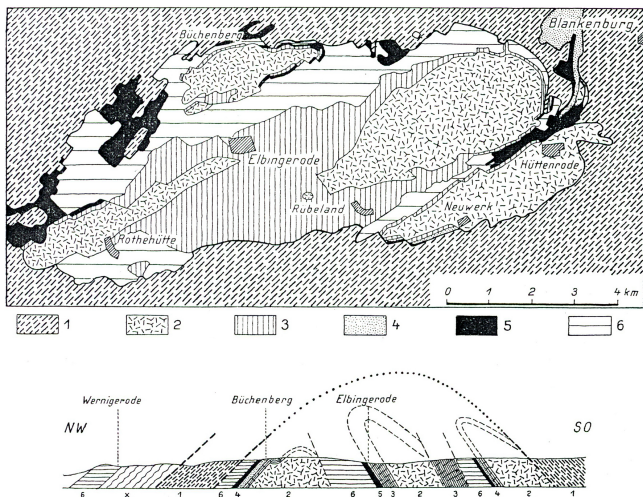 Blankenburg
Büchenberg
Elbingerode
Hüttenrode
Rübeland
Neuwerk
Rothehütte
0 1 2 3 4 km
1 2 3 4 5 6
Wernigerode Büchenberg Elbingerode
NW SO
6 x 1 6 4 2 6 5 3 2 3 6 4 2 1